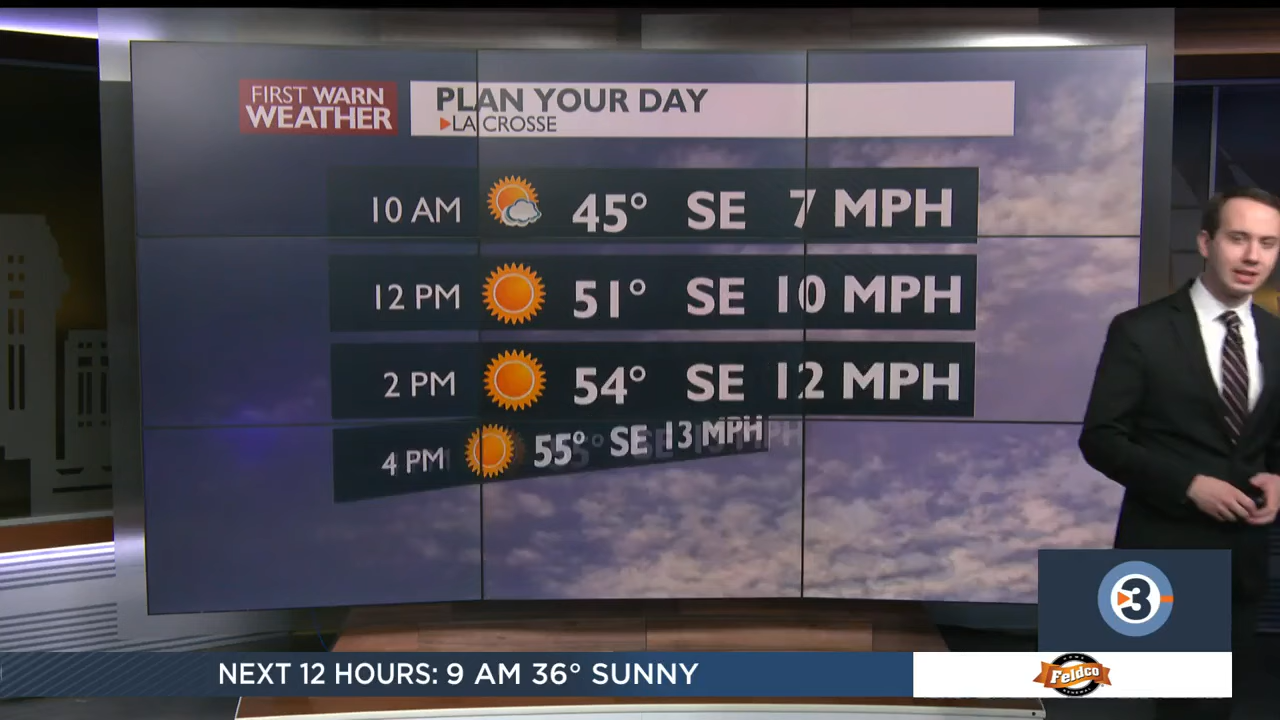 FIRST WARN
WEATHER
PLAN YOUR DAY
LA CROSSE
10 AM 45° SE 7 MPH
12 PM 51° SE 10 MPH
2 PM 54° SE 12 MPH
4 PM 55° SE 13 MPH
3
NEXT 12 HOURS: 9 AM 36° SUNNY
Feldco